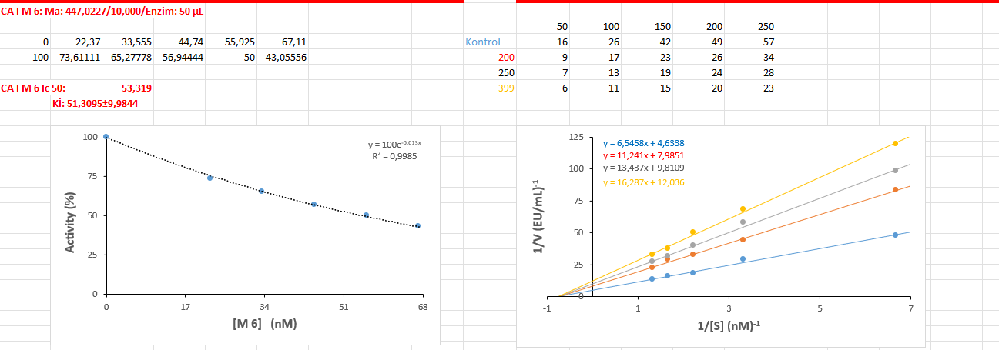 CA I M 6: Ma: 447,0227/10,000/Enzim: 50 µL
50 100 150 200 250
0 22,37 33,555 44,74 55,925 67,11 Kontrol 16 26 42 49 57
100 73,61111 65,27778 56,94444 50 43,05556 200 9 17 23 26 34
250 7 13 19 24 28
CA I M 6 Ic 50: 53,319 399 6 11 15 20 23
Kİ: 51,3095±9,9844
100
75
50
25
0
0 17 34 51 68
Activity (%)
[M 6] (nM)
y = 100e^-0,013x
R² = 0,9985
125
100
75
50
25
0
-1 1 3 5 7
1/V (EU/mL)^-1
1/[S] (nM)^-1
y = 6,5458x + 4,6338
y = 11,241x + 7,9851
y = 13,437x + 9,8109
y = 16,287x + 12,036